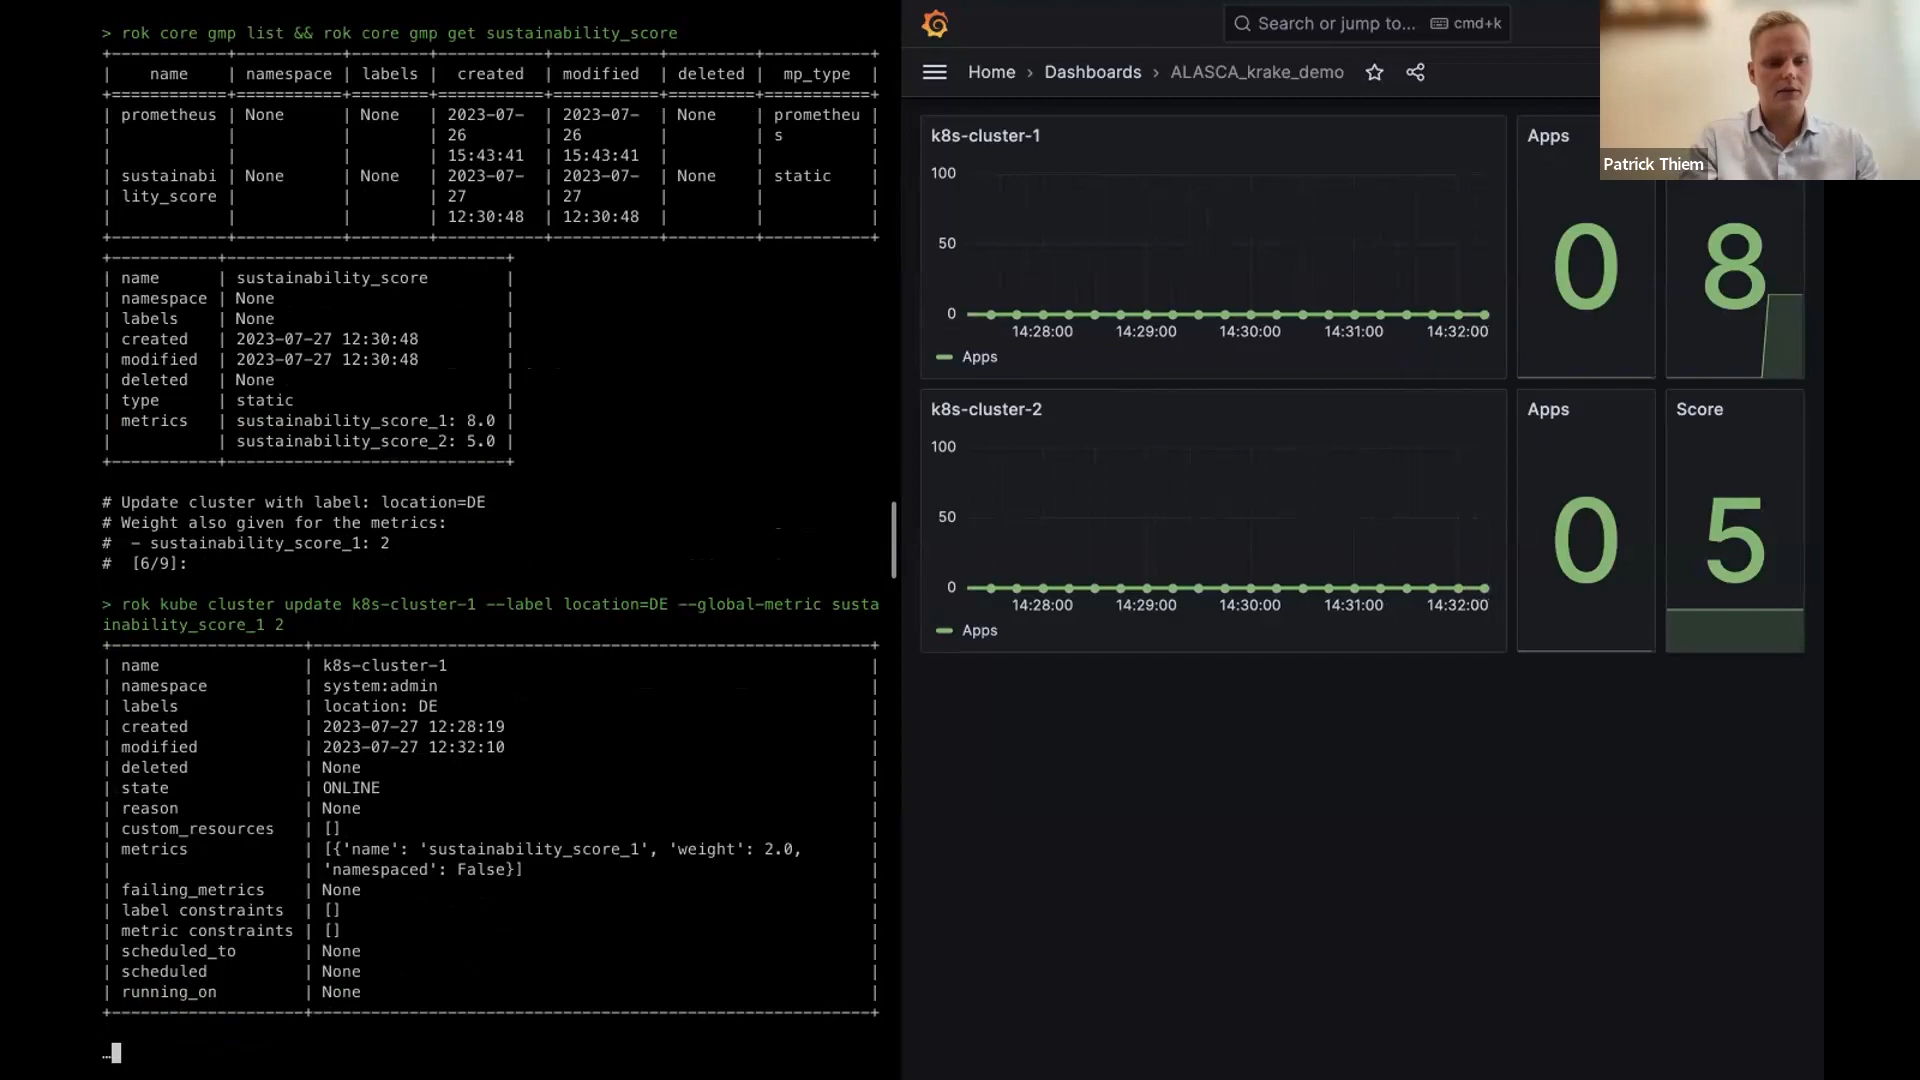 > rok core gmp list && rok core gmp get sustainability_score
| name | namespace | labels | created | modified | deleted | mp_type |
| prometheus | None | None | 2023-07- | 2023-07- | None | prometheu |
| | | | 26 | 26 | | s |
| | | | 15:43:41 | 15:43:41 | | |
| sustainabi | None | None | 2023-07- | 2023-07- | None | static |
| lity_score | | | 27 | 27 | | |
| | | | 12:30:48 | 12:30:48 | | |
| name | sustainability_score |
| namespace | None |
| labels | None |
| created | 2023-07-27 12:30:48 |
| modified | 2023-07-27 12:30:48 |
| deleted | None |
| type | static |
| metrics | sustainability_score_1: 8.0 |
| | sustainability_score_2: 5.0 |
# Update cluster with label: location=DE
# Weight also given for the metrics:
# - sustainability_score_1: 2
# [6/9]:
> rok kube cluster update k8s-cluster-1 --label location=DE --global-metric susta
inability_score_1 2
| name | k8s-cluster-1 |
| namespace | system:admin |
| labels | location: DE |
| created | 2023-07-27 12:28:19 |
| modified | 2023-07-27 12:32:10 |
| deleted | None |
| state | ONLINE |
| reason | None |
| custom_resources | [] |
| metrics | [{'name': 'sustainability_score_1', 'weight': 2.0, |
| | 'namespaced': False}] |
| failing_metrics | None |
| label constraints | [] |
| metric constraints | [] |
| scheduled_to | None |
| scheduled | None |
| running_on | None |
…
Search or jump to... cmd+k
Home › Dashboards › ALASCA_krake_demo
Patrick Thiem
k8s-cluster-1
100
50
0
14:28:00 14:29:00 14:30:00 14:31:00 14:32:00
Apps
Apps
0
8
k8s-cluster-2
100
50
0
14:28:00 14:29:00 14:30:00 14:31:00 14:32:00
Apps
Apps
0
Score
5